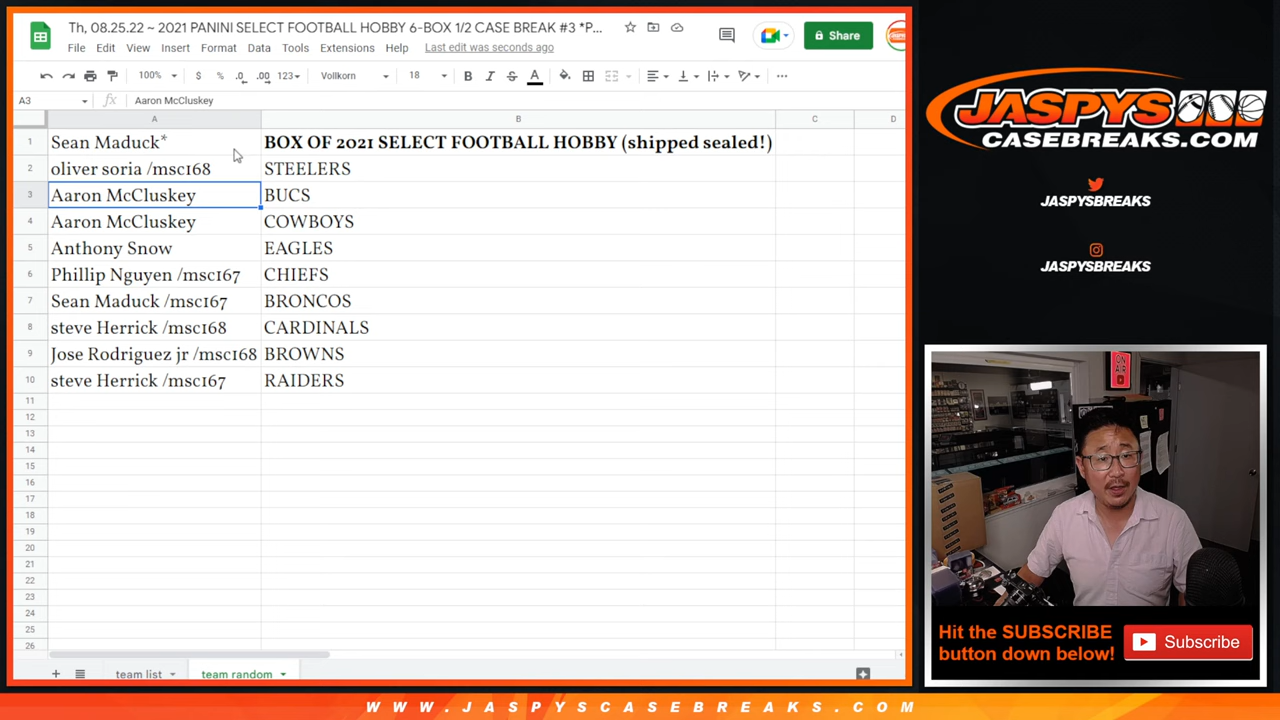 Th, 08.25.22 ~ 2021 PANINI SELECT FOOTBALL HOBBY 6-BOX 1/2 CASE BREAK #3 *P...
File Edit View Insert Format Data Tools Extensions Help Last edit was seconds ago
Share
100% $ % .0 .00 123 Vollkorn 18 B I S A
A3 fx Aaron McCluskey
A B C D
1 Sean Maduck* BOX OF 2021 SELECT FOOTBALL HOBBY (shipped sealed!)
2 oliver soria /msc168 STEELERS
3 Aaron McCluskey BUCS
4 Aaron McCluskey COWBOYS
5 Anthony Snow EAGLES
6 Phillip Nguyen /msc167 CHIEFS
7 Sean Maduck /msc167 BRONCOS
8 steve Herrick /msc168 CARDINALS
9 Jose Rodriguez jr /msc168 BROWNS
10 steve Herrick /msc167 RAIDERS
11
12
13
14
15
16
17
18
19
20
21
22
23
24
25
26
team list team random
JASPYS
CASEBREAKS.COM
JASPYSBREAKS
JASPYSBREAKS
ON AIR
Hit the SUBSCRIBE
button down below!
Subscribe
WWW.JASPYSCASEBREAKS.COM